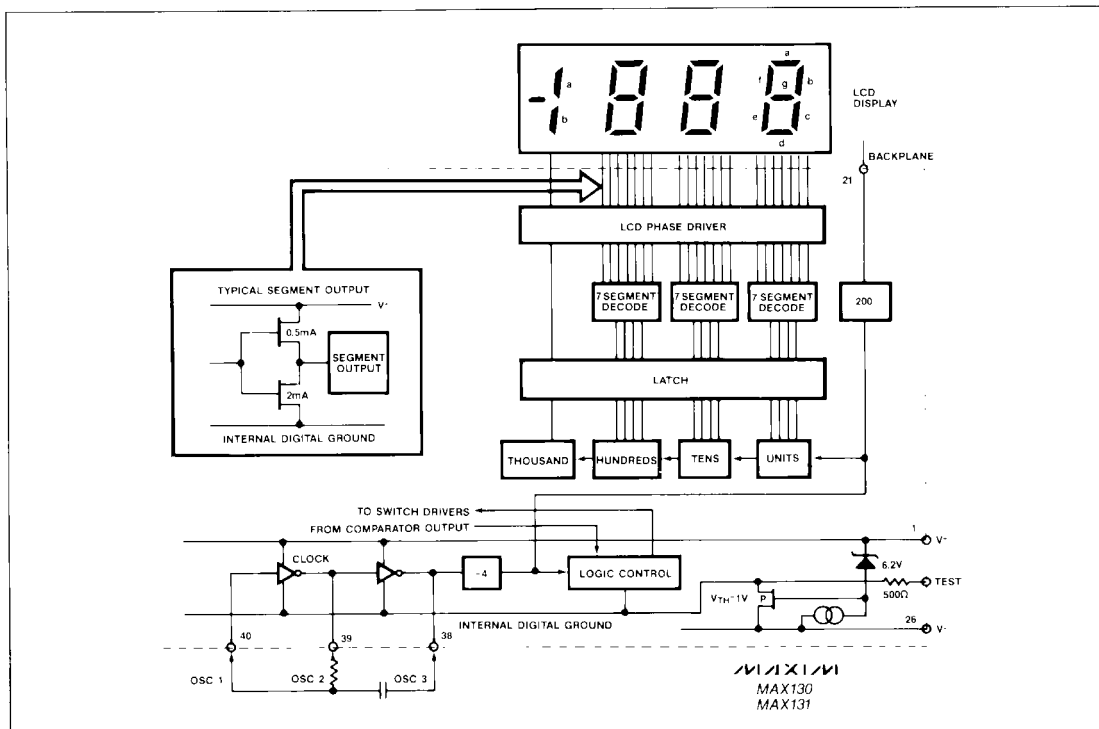 a
a
f
g
b
b
e
c
d
LCD
DISPLAY
BACKPLANE
21
LCD PHASE DRIVER
TYPICAL SEGMENT OUTPUT
V+
0.5mA
SEGMENT
OUTPUT
2mA
INTERNAL DIGITAL GROUND
7 SEGMENT
DECODE
7 SEGMENT
DECODE
7 SEGMENT
DECODE
200
LATCH
THOUSAND
HUNDREDS
TENS
UNITS
TO SWITCH DRIVERS
FROM COMPARATOR OUTPUT
1
V+
CLOCK
6.2V
÷4
LOGIC CONTROL
TEST
500Ω
VTH=1V
P
INTERNAL DIGITAL GROUND
26
V-
40
39
38
OSC 1
OSC 2
OSC 3
MAXIM
MAX130
MAX131